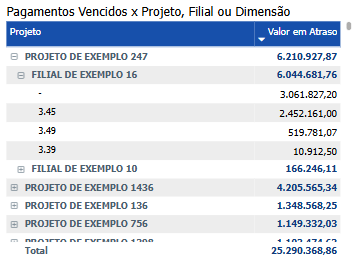 Pagamentos Vencidos x Projeto, Filial ou Dimensão
Projeto Valor em Atraso
PROJETO DE EXEMPLO 247 6.210.927,87
FILIAL DE EXEMPLO 16 6.044.681,76
- 3.061.827,20
3.45 2.452.161,00
3.49 519.781,07
3.39 10.912,50
FILIAL DE EXEMPLO 10 166.246,11
PROJETO DE EXEMPLO 1436 4.205.565,34
PROJETO DE EXEMPLO 136 1.348.568,25
PROJETO DE EXEMPLO 756 1.149.332,03
PROJETO DE EXEMPLO
Total 25.290.368,86